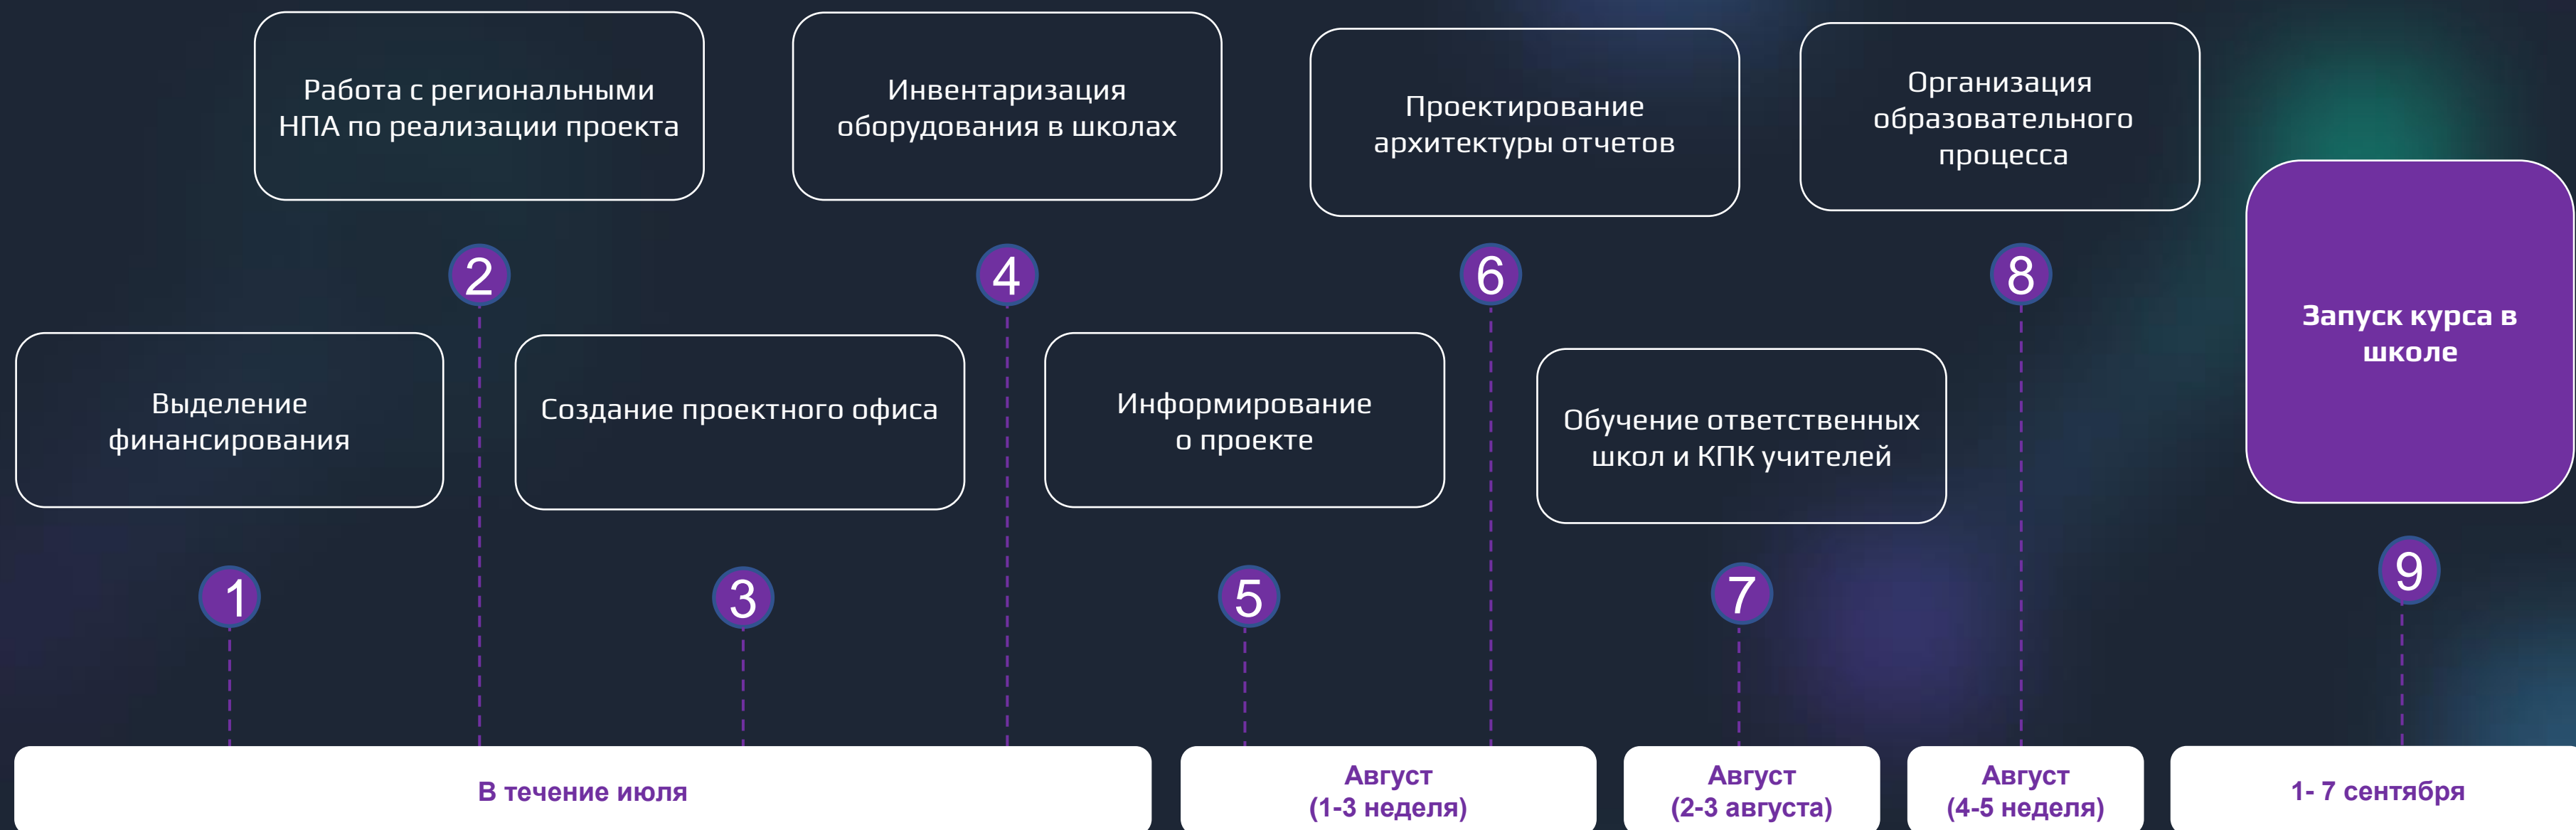 Работа с региональными
НПА по реализации проекта
Инвентаризация
оборудования в школах
Проектирование
архитектуры отчетов
Организация
образовательного
процесса
2
4
6
8
Выделение
финансирования
Создание проектного офиса
Информирование
о проекте
Обучение ответственных
школ и КПК учителей
Запуск курса в
школе
1
3
5
7
9
В течение июля
Август
(1-3 неделя)
Август
(2-3 августа)
Август
(4-5 неделя)
1- 7 сентября